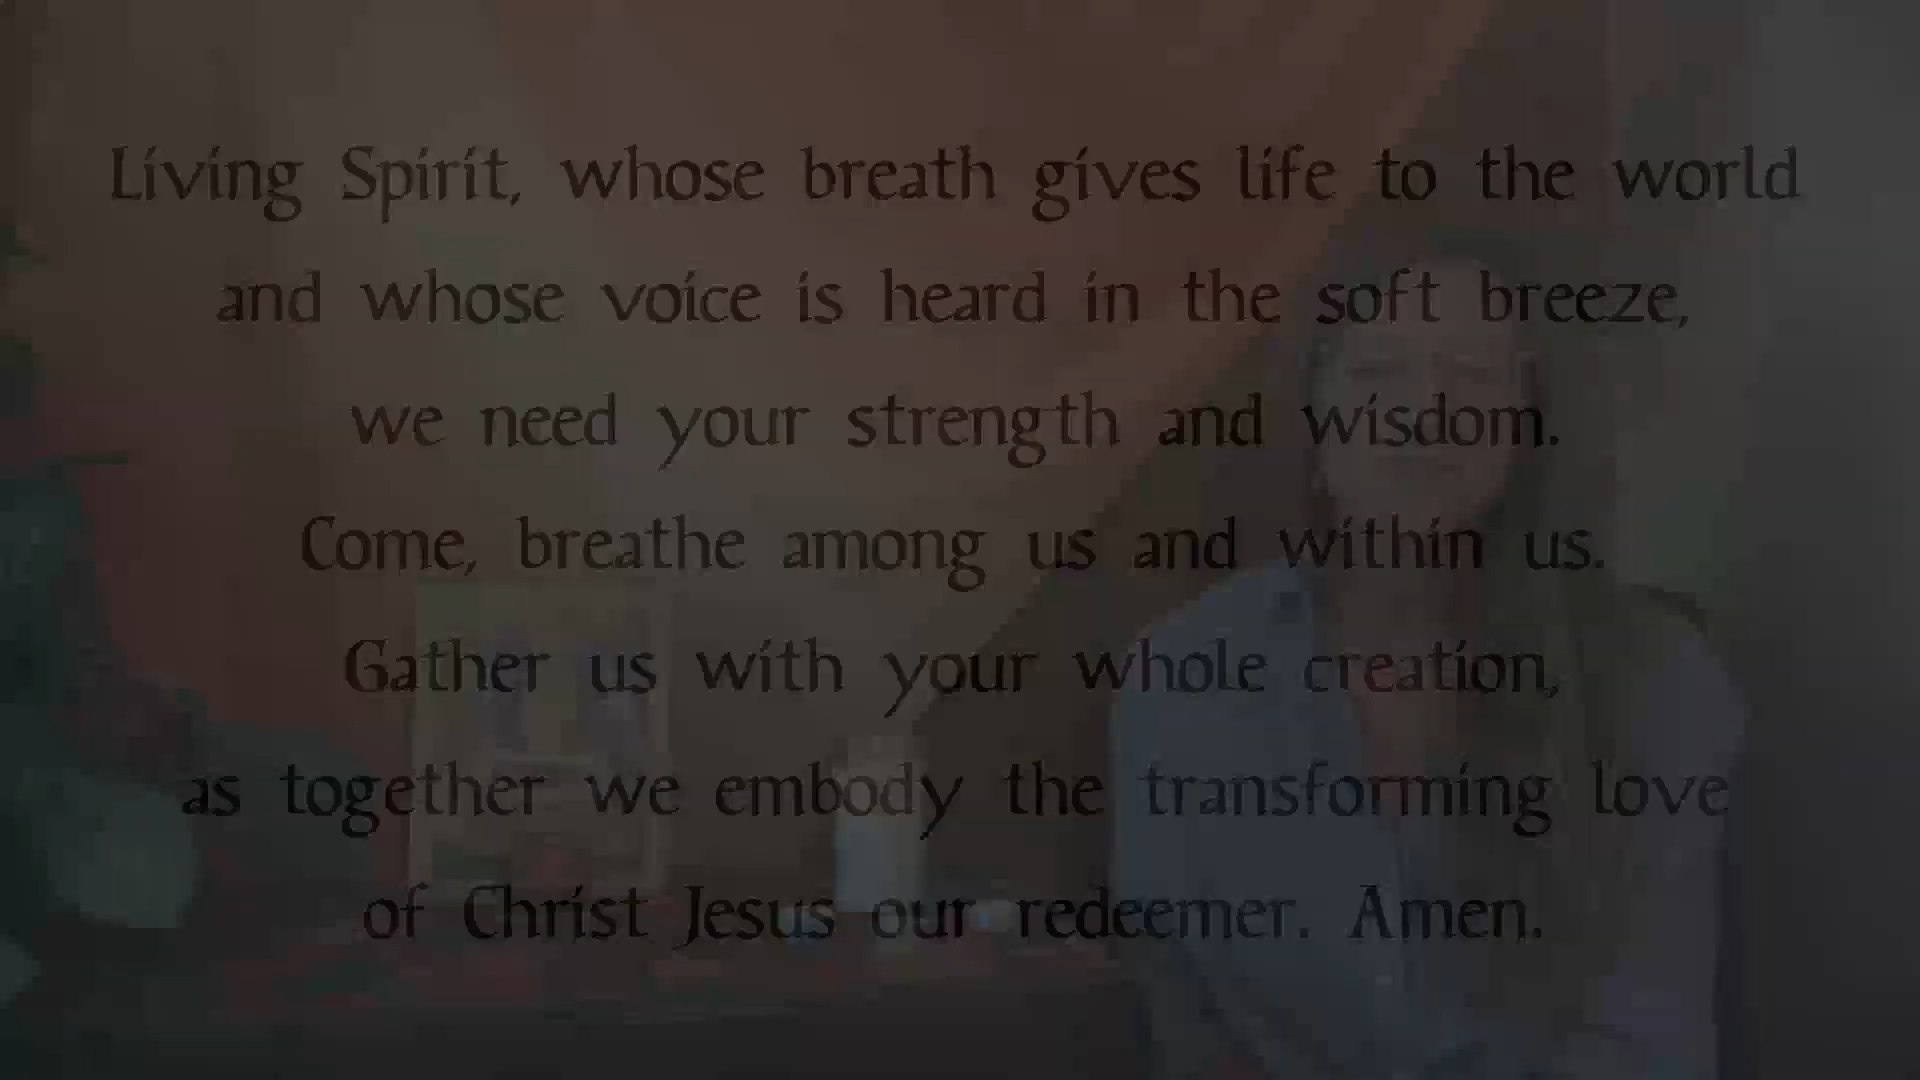 Living Spirit, whose breath gives life to the world
and whose voice is heard in the soft breeze,
we need your strength and wisdom.
Come, breathe among us and within us.
Gather us with your whole creation,
as together we embody the transforming love
of Christ Jesus our redeemer. Amen.